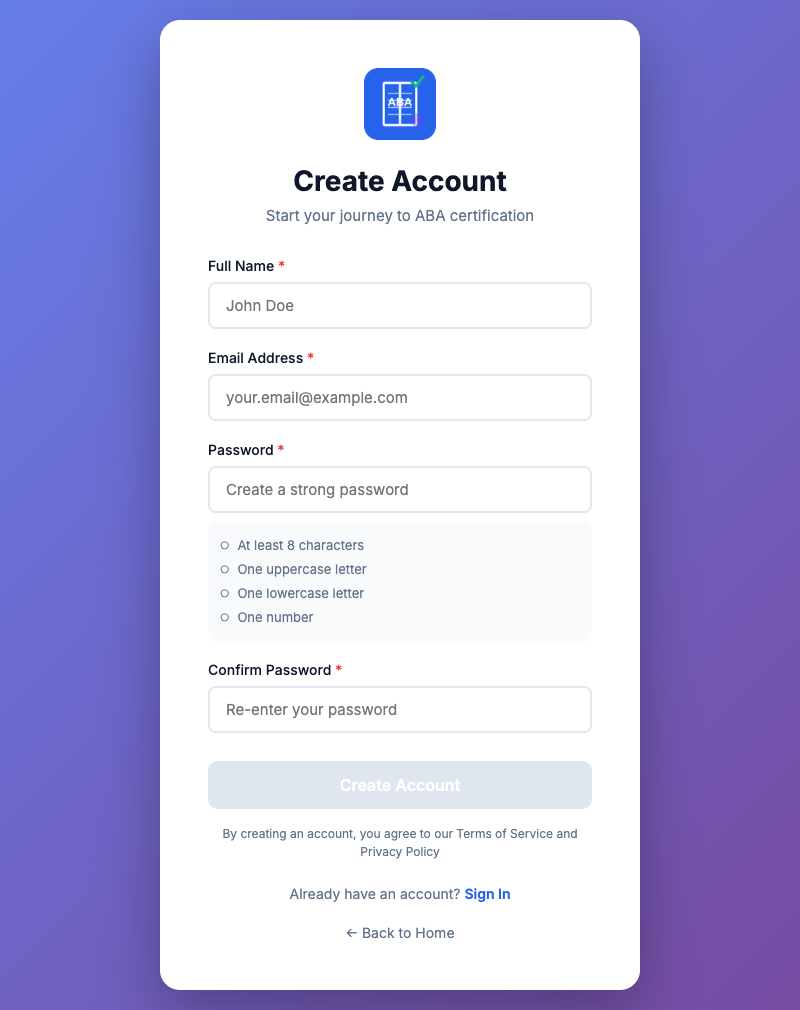 ABA
Create Account
Start your journey to ABA certification
Full Name *
John Doe
Email Address *
your.email@example.com
Password *
Create a strong password
At least 8 characters
One uppercase letter
One lowercase letter
One number
Confirm Password *
Re-enter your password
Create Account
By creating an account, you agree to our Terms of Service and
Privacy Policy
Already have an account? Sign In
← Back to Home